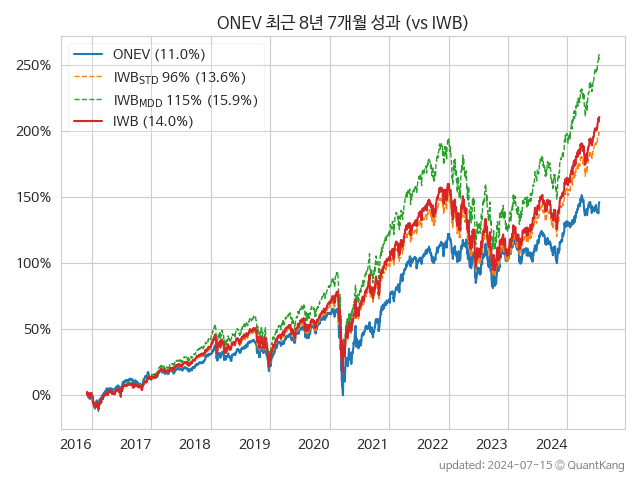 ONEV 최근 8년 7개월 성과 (vs IWB)
ONEV (11.0%)
IWB_STD 96% (13.6%)
IWB_MDD 115% (15.9%)
IWB (14.0%)
250%
200%
150%
100%
50%
0%
2016 2017 2018 2019 2020 2021 2022 2023 2024
updated: 2024-07-15 © QuantKang